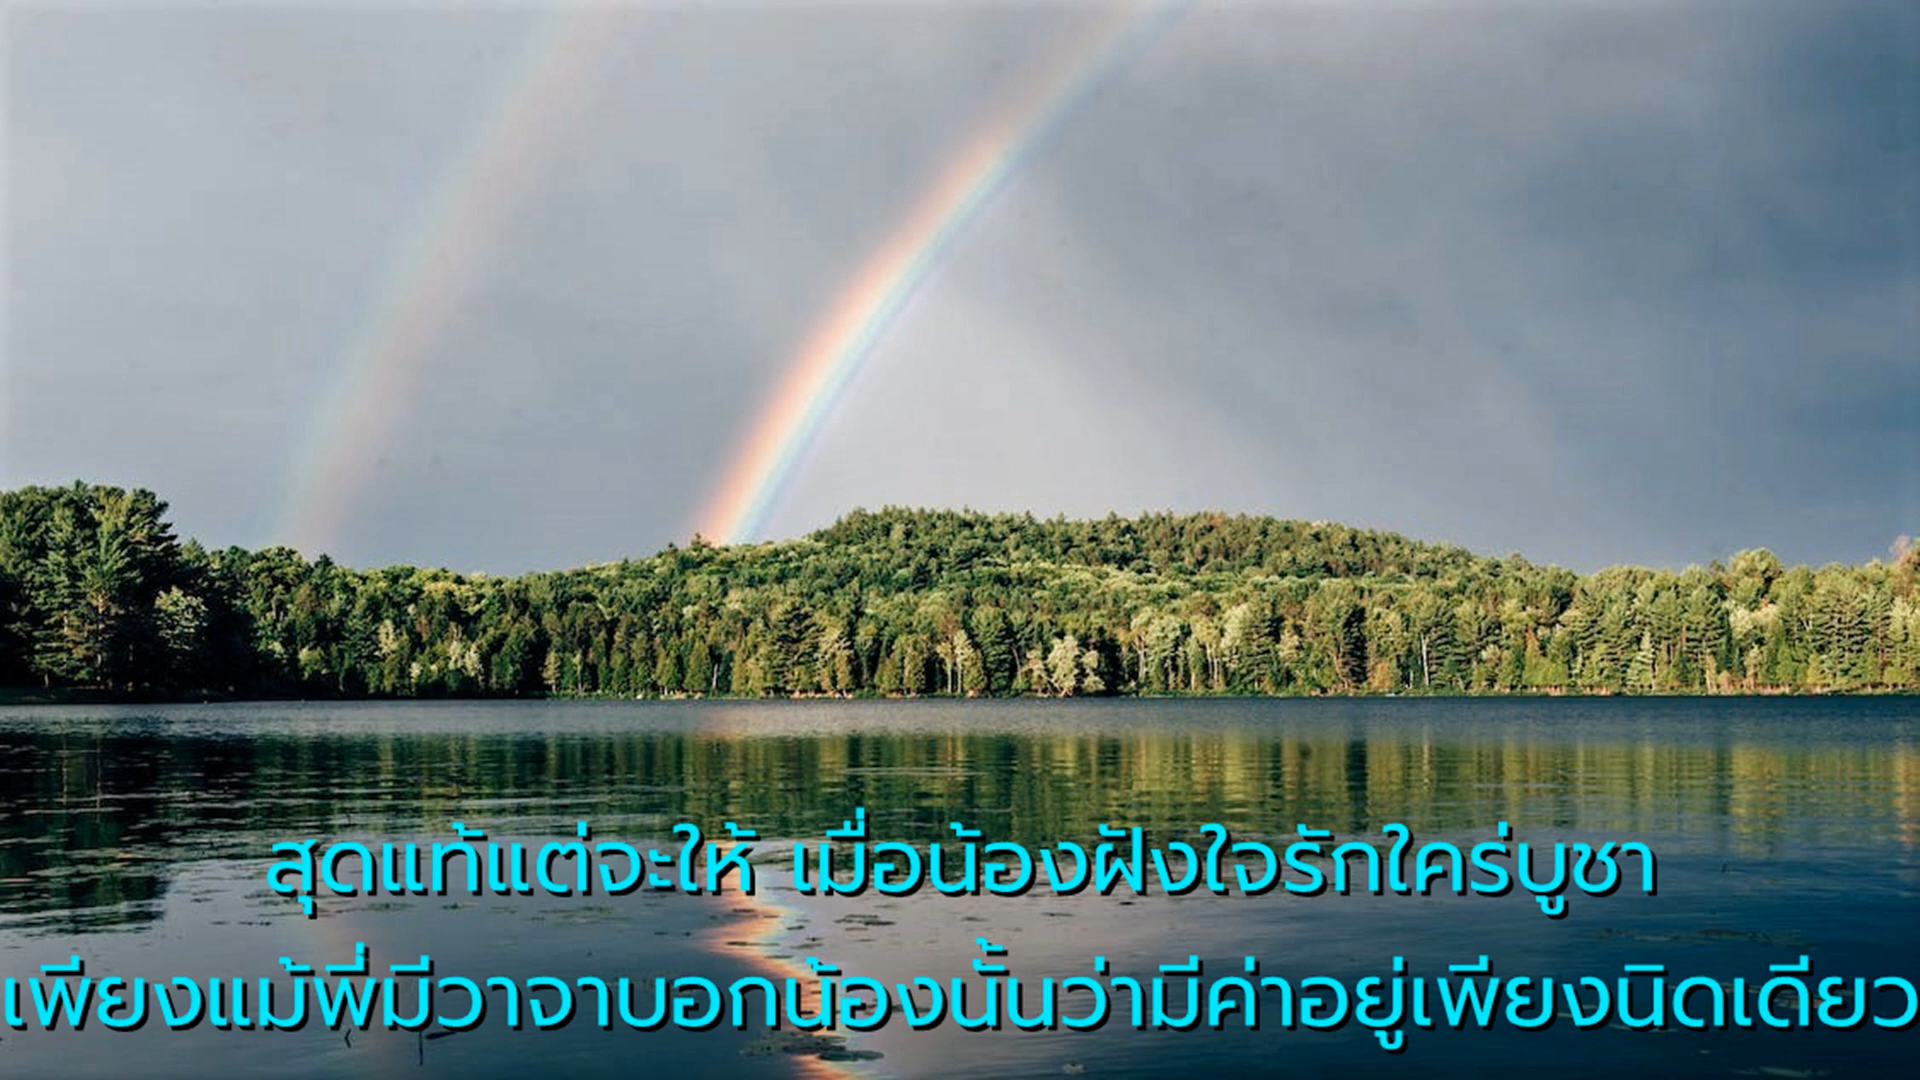 สุดแท้แต่จะให้ เมื่อน้องฝังใจรักใคร่บูชา
เพียงแม้พี่มีวาจาบอกน้องนั้นว่ามีค่าอยู่เพียงนิดเดียว